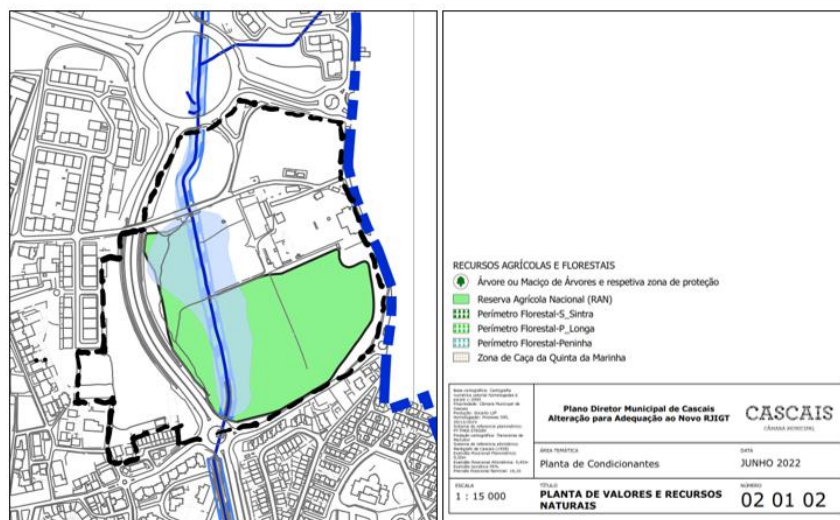 RECURSOS AGRÍCOLAS E FLORESTAIS
Árvore ou Maciço de Árvores e respetiva zona de proteção
Reserva Agrícola Nacional (RAN)
Perímetro Florestal-S_Sintra
Perímetro Florestal-P_Longa
Perímetro Florestal-Peninha
Zona de Caça da Quinta da Marinha
Plano Diretor Municipal de Cascais
Alteração para Adequação ao Novo RJIGT
CASCAIS
CÂMARA MUNICIPAL
ÁREA TEMÁTICA
Planta de Condicionantes
DATA
JUNHO 2022
ESCALA
1 : 15 000
TÍTULO
PLANTA DE VALORES E RECURSOS
NATURAIS
NÚMERO
02 01 02